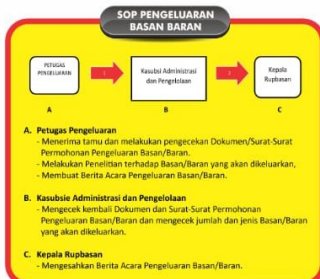 SOP PENGELUARAN
BASAN BARAN
PETUGAS
PENGELUARAN
1
Kasubsi Administrasi
dan Pengelolaan
2
Kepala
Rupbasan
A
B
C
A. Petugas Pengeluaran
- Menerima tamu dan melakukan pengecekan Dokumen/Surat-Surat
Permohonan Pengeluaran Basan/Baran.
- Melakukan Penelitian terhadap Basan/Baran yang akan dikeluarkan,
- Membuat Berita Acara Pengeluaran Basan/Baran.
B. Kasubsie Administrasi dan Pengelolaan
- Mengecek kembali Dokumen dan Surat-Surat Permohonan
Pengeluaran Basan/Baran dan mengecek jumlah dan jenis Basan/Baran
yang akan dikeluarkan.
C. Kepala Rupbasan
- Mengesahkan Berita Acara Pengeluaran Basan/Baran.